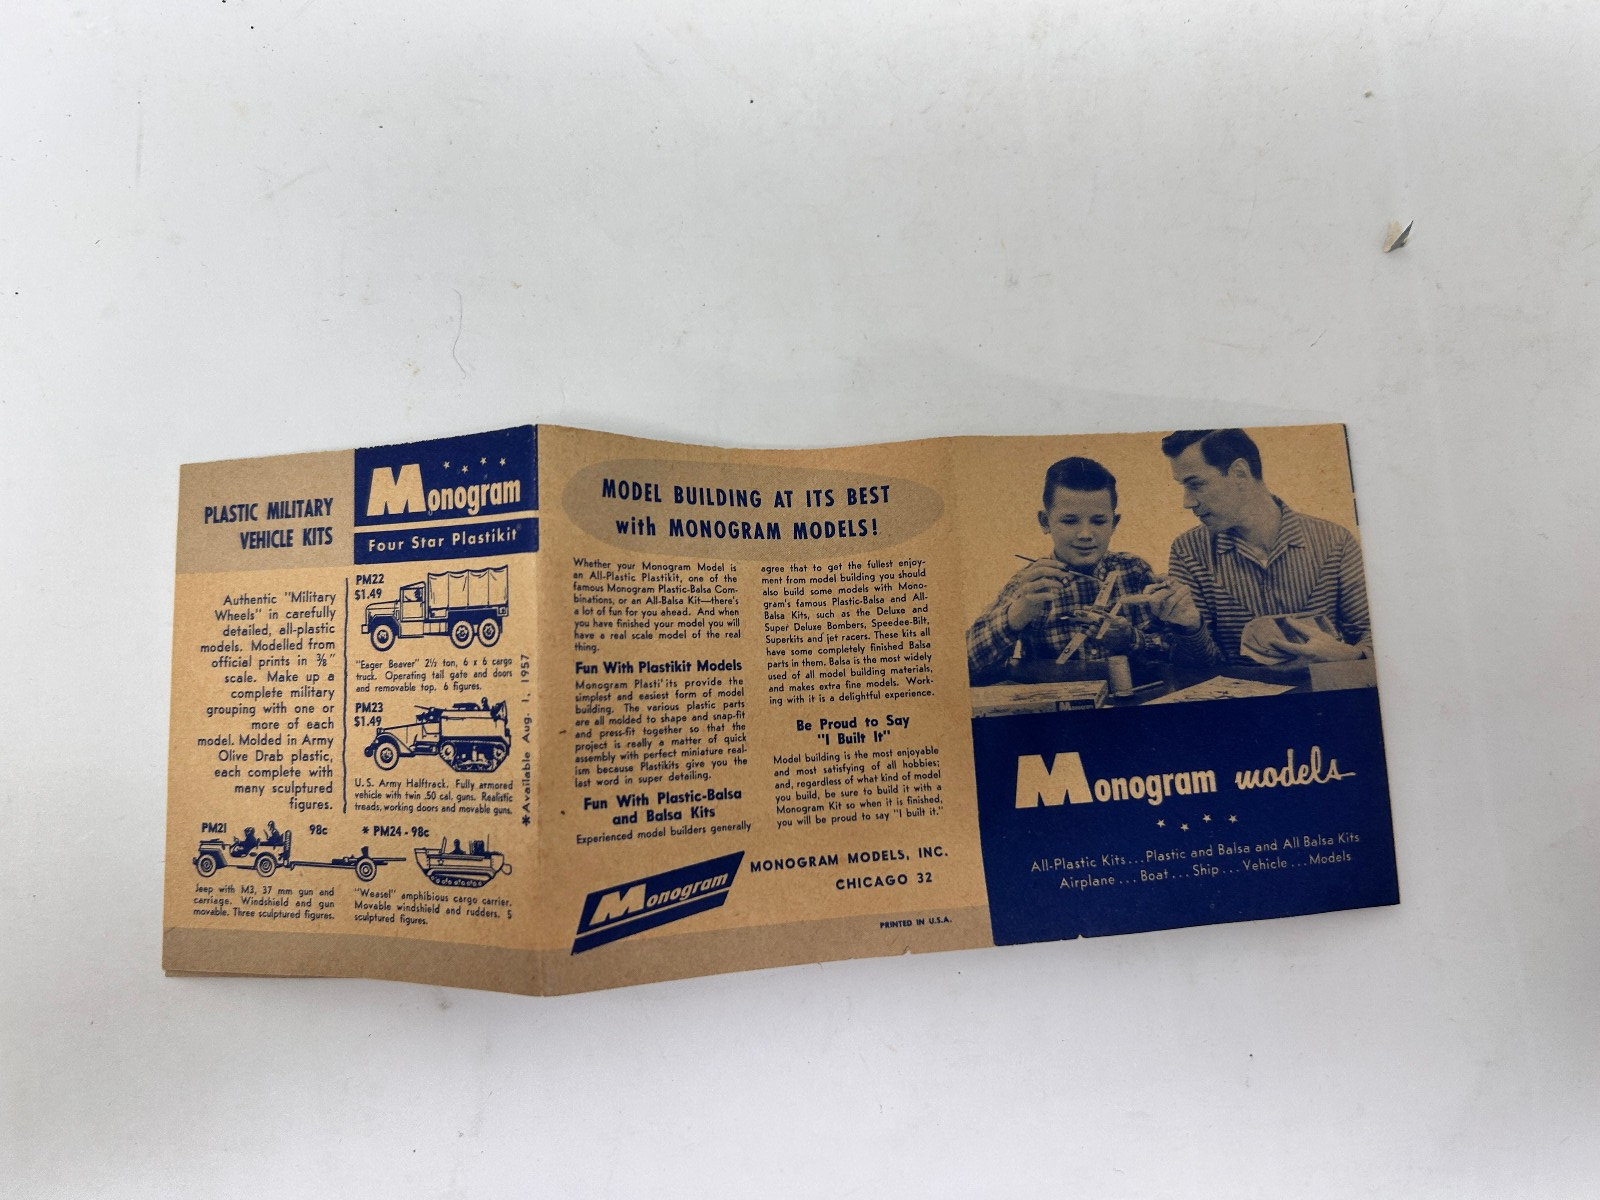 PLASTIC MILITARY
VEHICLE KITS
Monogram
Four Star Plastikit
Authentic "Military
Wheels" in carefully
detailed, all-plastic
models. Modelled from
official prints in ⅜"
scale. Make up a
complete military
grouping with one or
more of each
model. Molded in Army
Olive Drab plastic,
each complete with
many sculptured
figures.
PM22
$1.49
"Eager Beaver" 2½ ton, 6 x 6 cargo
truck. Operating tail gate and doors
and removable top. 6 figures.
PM23
$1.49
U.S. Army Halftrack. Fully armored
vehicle with twin .50 cal. guns. Realistic
treads, working doors and movable guns.
*Available Aug. 1, 1957
PM21 98c
Jeep with M3, 37 mm gun and
carriage. Windshield and gun
movable. Three sculptured figures.
* PM24 - 98c
"Weasel" amphibious cargo carrier.
Movable windshield and rudders. 5
sculptured figures.
MODEL BUILDING AT ITS BEST
with MONOGRAM MODELS!
Whether your Monogram Model is
an All-Plastic Plastikit, one of the
famous Monogram Plastic-Balsa Com-
binations, or an All-Balsa Kit—there's
a lot of fun for you ahead. And when
you have finished your model you will
have a real scale model of the real
thing.
Fun With Plastikit Models
Monogram Plasti'its provide the
simplest and easiest form of model
building. The various plastic parts
are all molded to shape and snap-fit
and press-fit together so that the
project is really a matter of quick
assembly with perfect miniature real-
ism because Plastikits give you the
last word in super detailing.
Fun With Plastic-Balsa
and Balsa Kits
Experienced model builders generally
agree that to get the fullest enjoy-
ment from model building you should
also build some models with Mono-
gram's famous Plastic-Balsa and All-
Balsa Kits, such as the Deluxe and
Super Deluxe Bombers, Speedee-Bilt,
Superkits and jet racers. These kits all
have some completely finished Balsa
parts in them. Balsa is the most widely
used of all model building materials,
and makes extra fine models. Work-
ing with it is a delightful experience.
Be Proud to Say
"I Built It"
Model building is the most enjoyable
and most satisfying of all hobbies;
and, regardless of what kind of model
you build, be sure to build it with a
Monogram Kit so when it is finished,
you will be proud to say "I built it."
Monogram
MONOGRAM MODELS, INC.
CHICAGO 32
PRINTED IN U.S.A.
Monogram models
All-Plastic Kits...Plastic and Balsa and All Balsa Kits
Airplane...Boat...Ship...Vehicle...Models